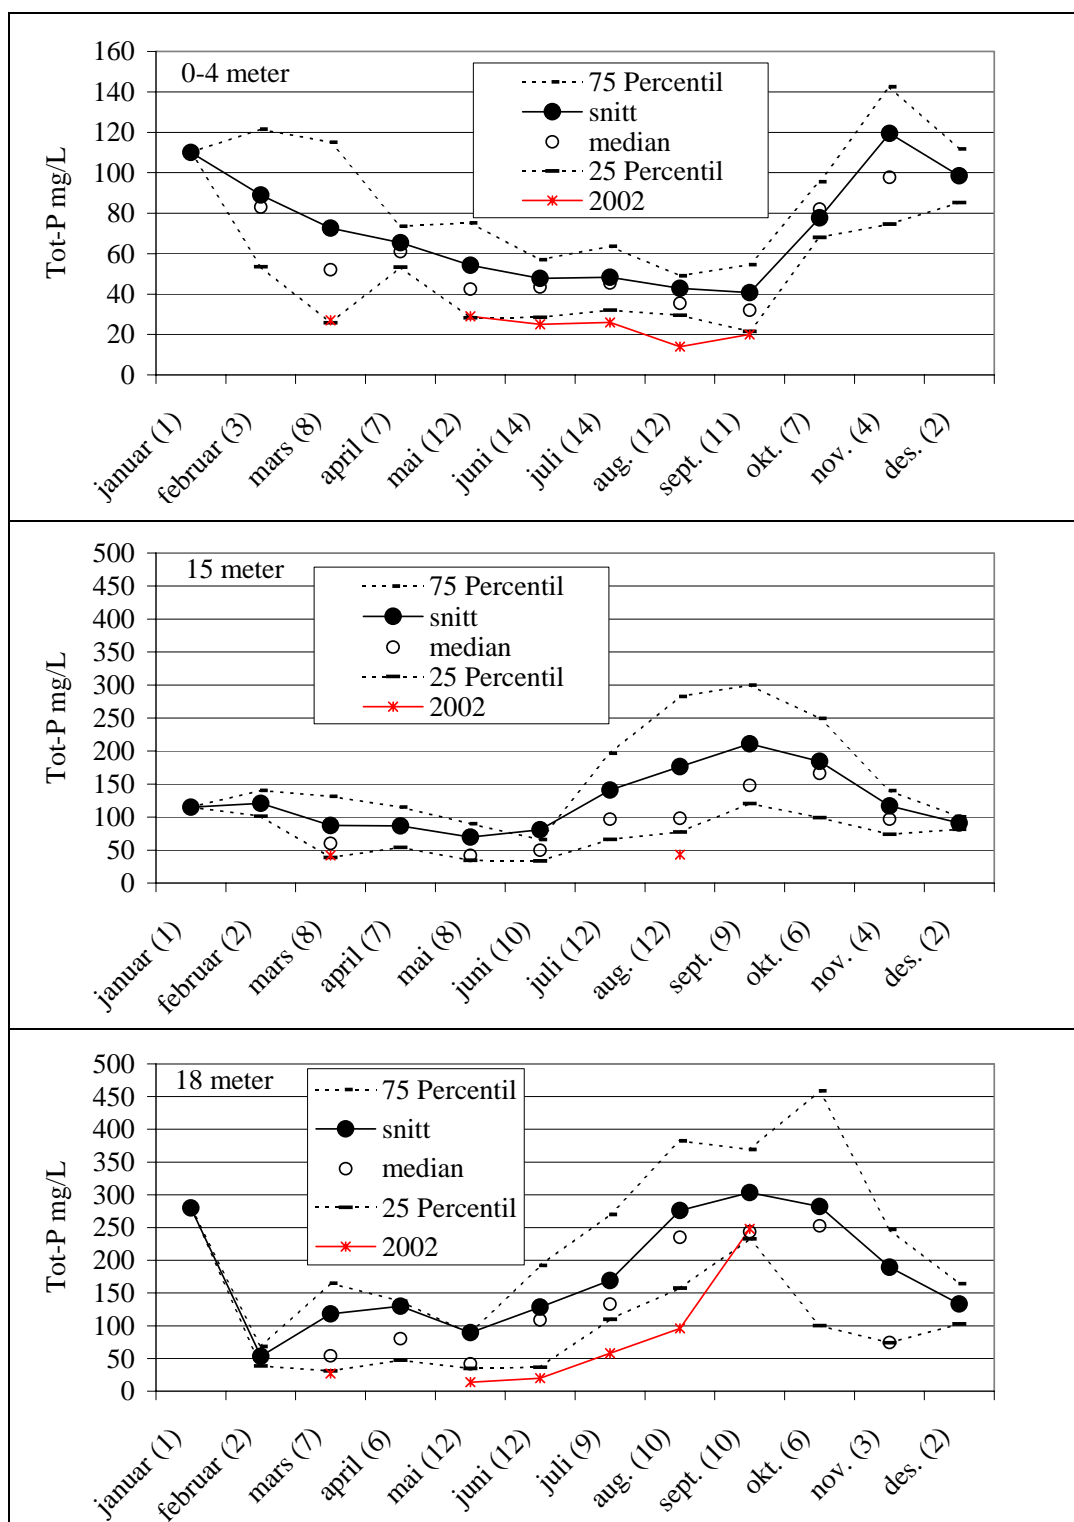 0-4 meter
75 Percentil
snitt
median
25 Percentil
2002
Tot-P mg/L
160
140
120
100
80
60
40
20
0
januar (1)
februar (3)
mars (8)
april (7)
mai (12)
juni (14)
juli (14)
aug. (12)
sept. (11)
okt. (7)
nov. (4)
des. (2)
15 meter
75 Percentil
snitt
median
25 Percentil
2002
Tot-P mg/L
500
450
400
350
300
250
200
150
100
50
0
januar (1)
februar (2)
mars (8)
april (7)
mai (8)
juni (10)
juli (12)
aug. (12)
sept. (9)
okt. (6)
nov. (4)
des. (2)
18 meter
75 Percentil
snitt
median
25 Percentil
2002
Tot-P mg/L
500
450
400
350
300
250
200
150
100
50
0
januar (1)
februar (2)
mars (7)
april (6)
mai (12)
juni (12)
juli (9)
aug. (10)
sept. (10)
okt. (6)
nov. (3)
des. (2)